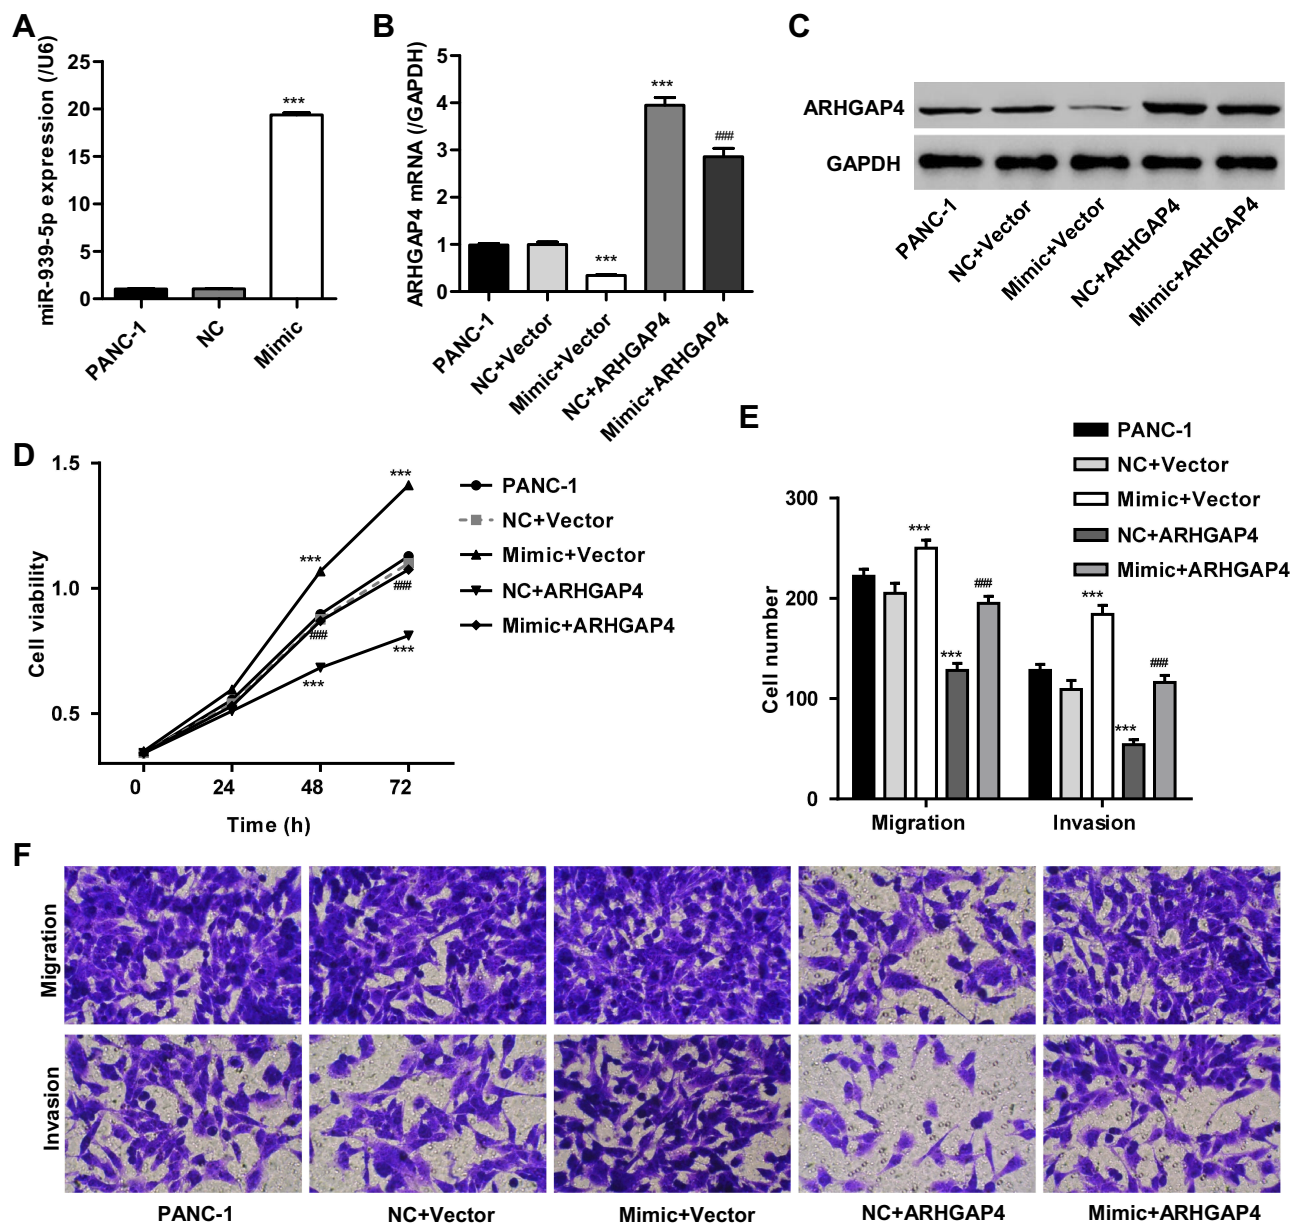 A
miR-939-5p expression (/U6)
25
20
15
10
5
0
***
PANC-1
NC
Mimic
B
ARHGAP4 mRNA (/GAPDH)
5
4
3
2
1
0
***
***
###
PANC-1
NC+Vector
Mimic+Vector
NC+ARHGAP4
Mimic+ARHGAP4
C
ARHGAP4
GAPDH
PANC-1
NC+Vector
Mimic+Vector
NC+ARHGAP4
Mimic+ARHGAP4
D
Cell viability
1.5
1.0
0.5
***
***
###
###
***
***
0
24
48
72
Time (h)
PANC-1
NC+Vector
Mimic+Vector
NC+ARHGAP4
Mimic+ARHGAP4
E
PANC-1
NC+Vector
Mimic+Vector
NC+ARHGAP4
Mimic+ARHGAP4
Cell number
300
200
100
0
***
***
###
***
***
###
Migration
Invasion
F
Migration
Invasion
PANC-1
NC+Vector
Mimic+Vector
NC+ARHGAP4
Mimic+ARHGAP4